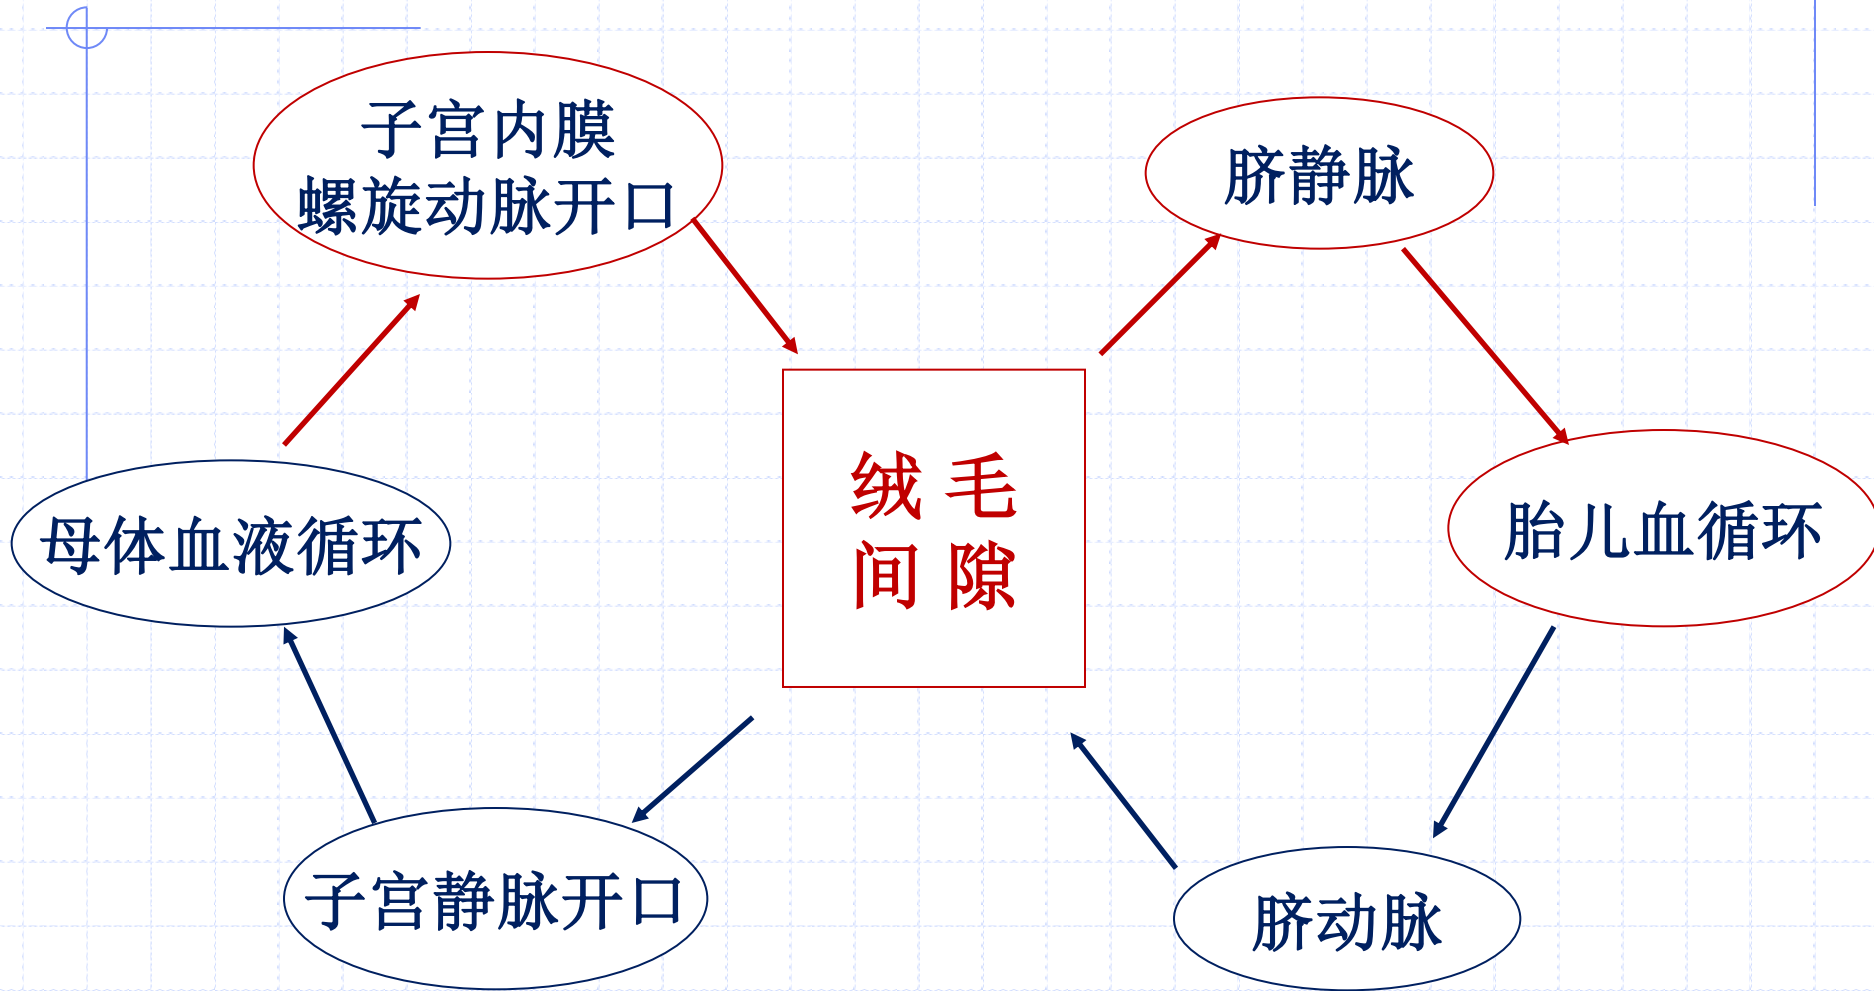 子宫内膜
螺旋动脉开口
脐静脉
绒毛
间隙
母体血液循环
胎儿血循环
子宫静脉开口
脐动脉